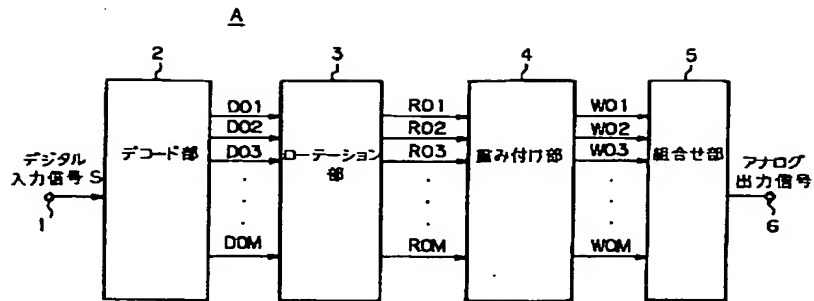 A
2
3
4
5
デジタル
入力信号 S
1
デコード部
DO1
DO2
DO3
DOM
ローテーション
部
RO1
RO2
RO3
ROM
重み付け部
WO1
WO2
WO3
WOM
組合せ部
アナログ
出力信号
6